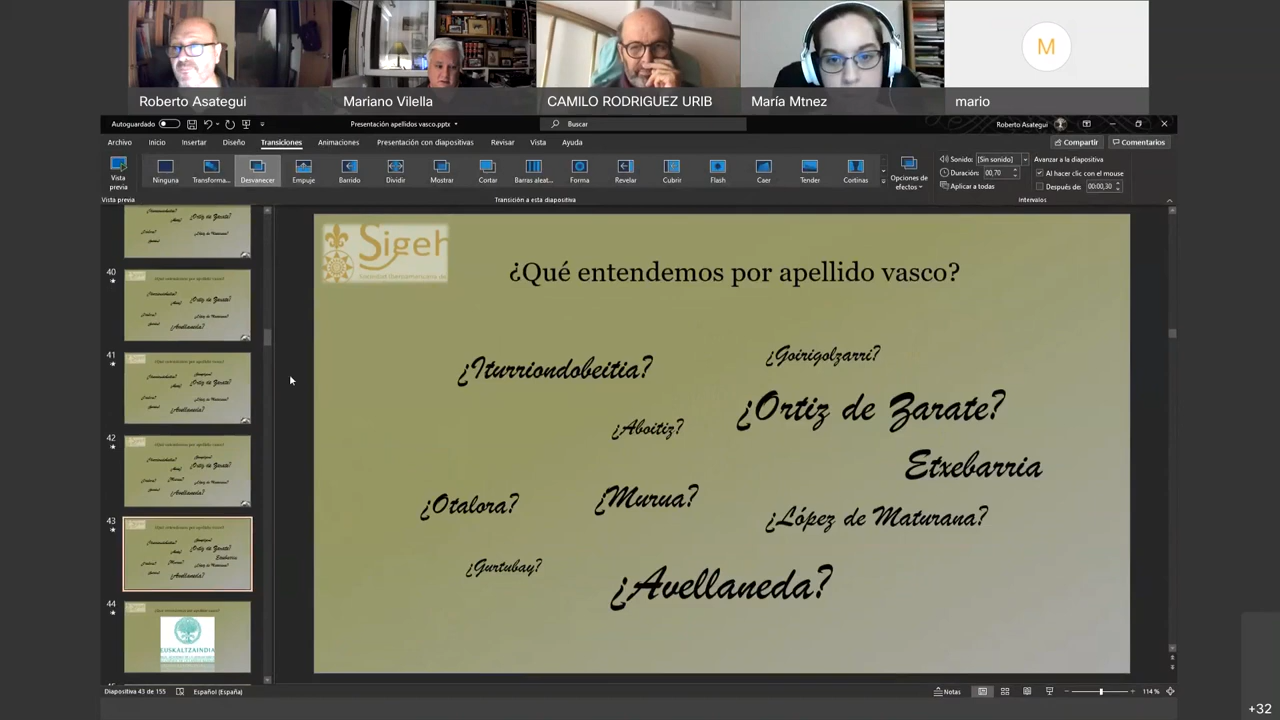 Roberto Asategui
Mariano Vilella
CAMILO RODRIGUEZ URIB
María Mtnez
M
mario
Autoguardado
Presentación apellidos vasco.pptx
Buscar
Roberto Asategui
Archivo Inicio Insertar Diseño Transiciones Animaciones Presentación con diapositivas Revisar Vista Ayuda
Compartir Comentarios
Vista previa
Ninguna Transforma... Desvanecer Empuje Barrido Dividir Mostrar Cortar Barras aleat... Forma Revelar Cubrir Flash Caer Tender Cortinas
Opciones de efectos
Sonido: [Sin sonido]
Duración: 00,70
Aplicar a todas
Avanzar a la diapositiva
Al hacer clic con el mouse
Después de: 00:00,30
Vista previa
Transición a esta diapositiva
intervalos
40
41
42
43
44
EUSKALTZAINDIA
Sigeh
¿Qué entendemos por apellido vasco?
¿Iturriondobeitia?
¿Goirigolzarri?
¿Ortiz de Zarate?
¿Aboitiz?
Etxebarria
¿Otalora?
¿Murua?
¿López de Maturana?
¿Gurtubay?
¿Avellaneda?
Diapositiva 43 de 155
Español (España)
Notas
114 %
+32